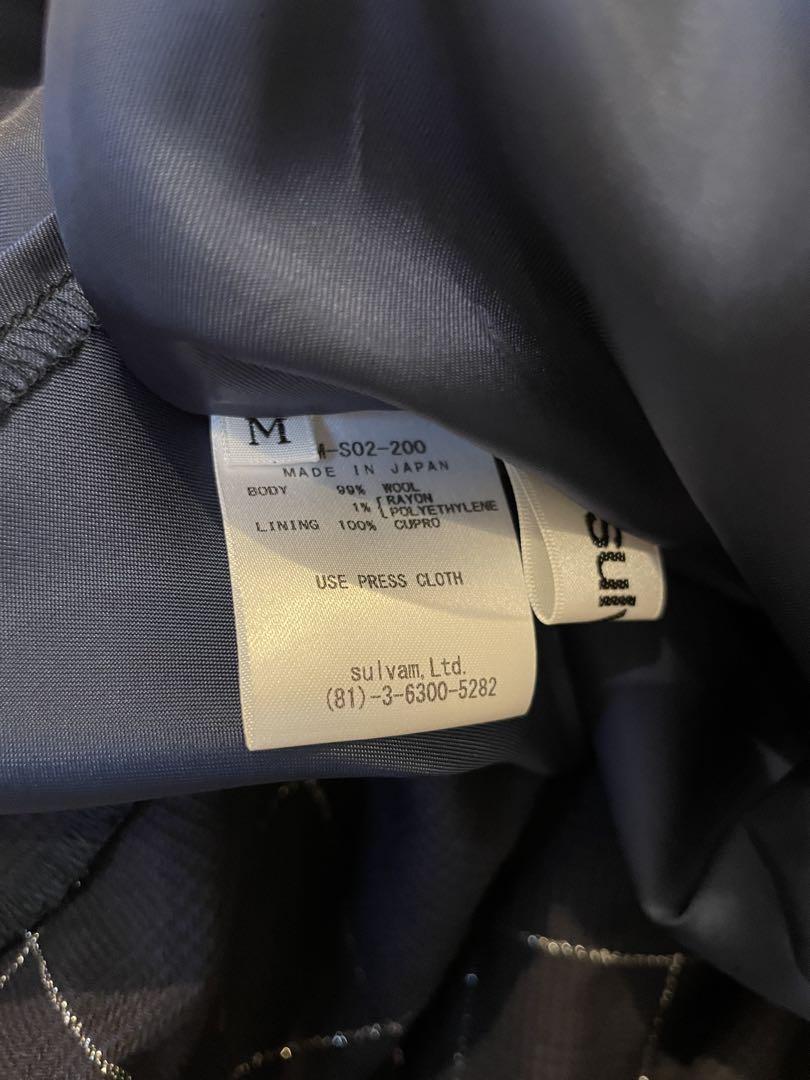 M
-S02-200
MADE IN JAPAN
BODY 99% WOOL
1% { RAYON
POLYETHYLENE
LINING 100% CUPRO
USE PRESS CLOTH
sulvam, Ltd.
(81)-3-6300-5282